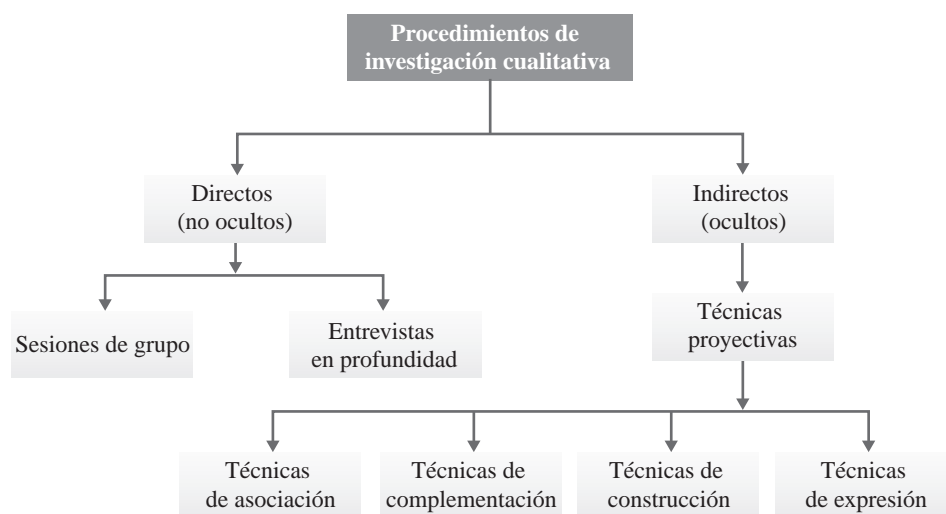 Procedimientos de
investigación cualitativa
Directos
(no ocultos)
Indirectos
(ocultos)
Sesiones de grupo
Entrevistas
en profundidad
Técnicas
proyectivas
Técnicas
de asociación
Técnicas de
complementación
Técnicas de
construcción
Técnicas
de expresión